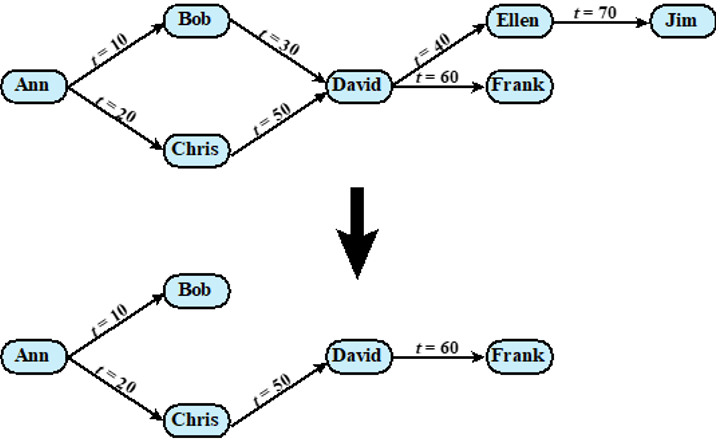 Bob
Ellen
t = 70
Jim
t = 10
t = 30
t = 40
Ann
David
t = 60
Frank
t = 20
t = 50
Chris
Bob
t = 10
Ann
David
t = 60
Frank
t = 20
t = 50
Chris